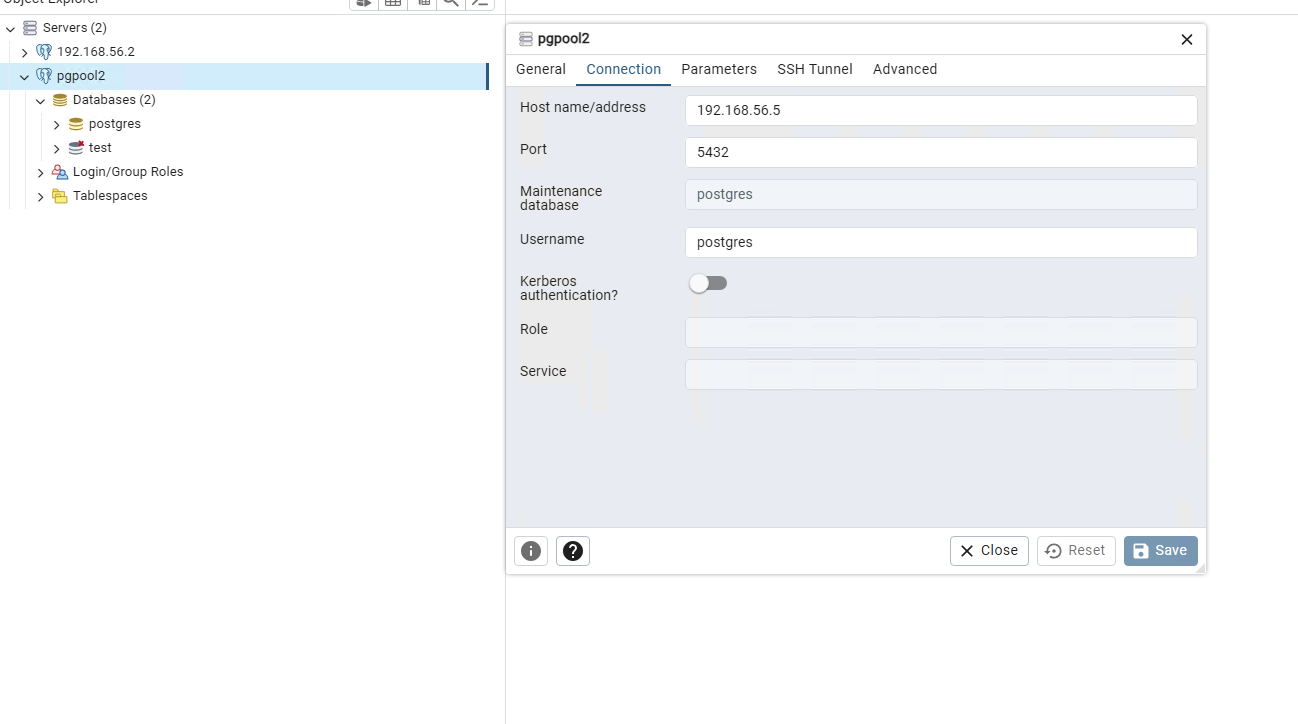 Object Explorer
Servers (2)
192.168.56.2
pgpool2
Databases (2)
postgres
test
Login/Group Roles
Tablespaces
pgpool2
General Connection Parameters SSH Tunnel Advanced
Host name/address 192.168.56.5
Port 5432
Maintenance
database postgres
Username postgres
Kerberos
authentication?
Role
Service
Close Reset Save